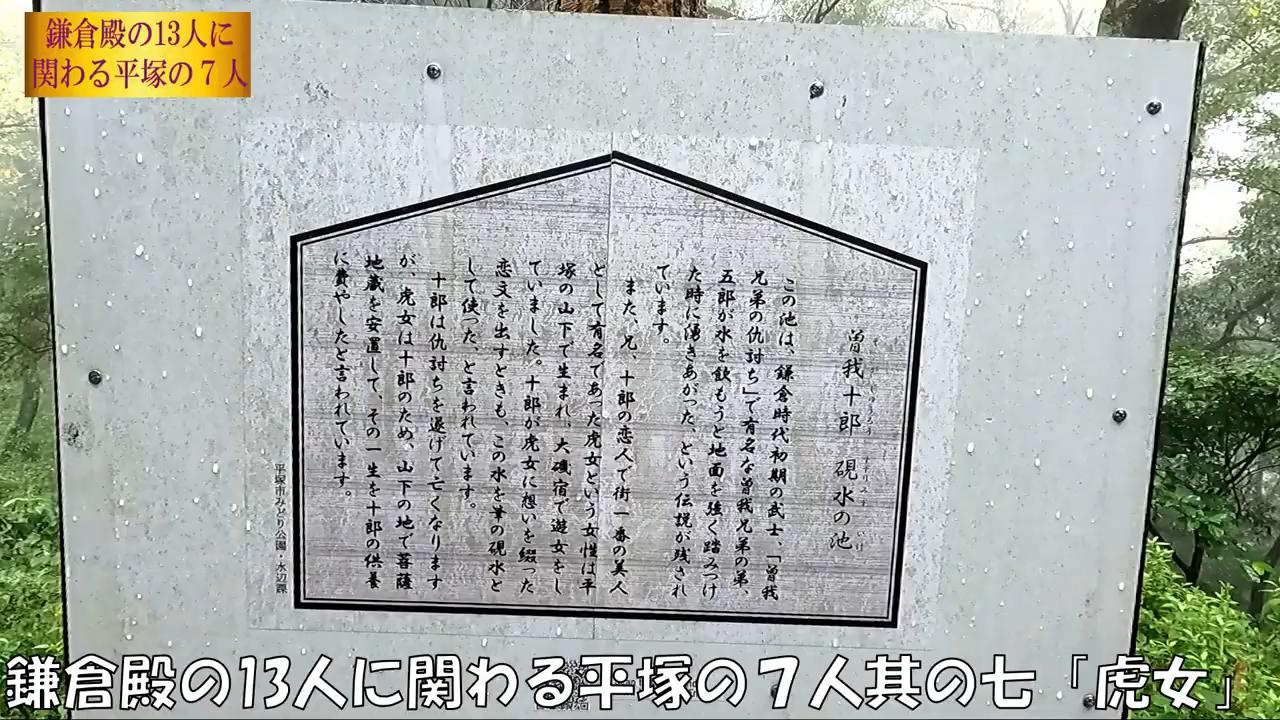 鎌倉殿の13人に
関わる平塚の７人
曽我十郎　硯水の池
この池は、鎌倉時代初期の武士、「曽我
兄弟の仇討ち」で有名な曽我兄弟の弟、
五郎が水を飲もうと地面を強く踏みつけ
た時に湧きあがった、という伝説が残され
ています。
また、兄、十郎の恋人で街一番の美人
として有名であった虎女という女性は平
塚の山下で生まれ、大磯宿で遊女をし
ていました。十郎が虎女に想いを綴った
恋文を出すときも、この水を筆の硯水と
して使った、と言われています。
十郎は仇討ちを遂げて亡くなります
が、虎女は十郎のため、山下の地で菩薩
地蔵を安置して、その一生を十郎の供養
に費やしたと言われています。
平塚市みどり公園・水辺課
鎌倉殿の13人に関わる平塚の７人其の七「虎女」